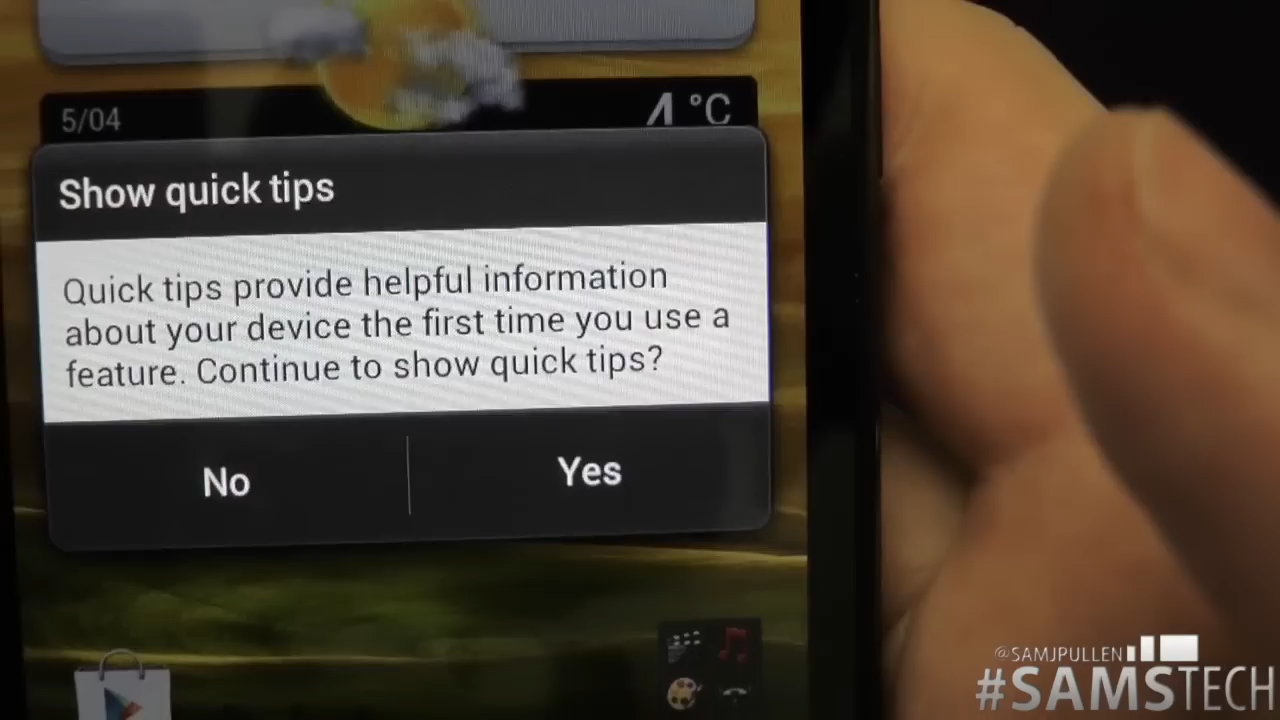 5/04
°C
Show quick tips
Quick tips provide helpful information
about your device the first time you use a
feature. Continue to show quick tips?
No
Yes
@SAMJPULLEN
#SAMSTECH